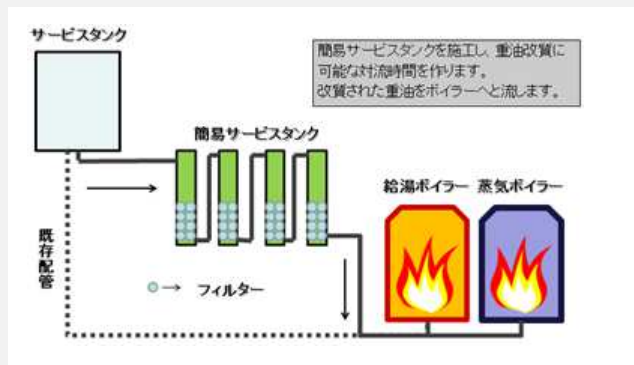 サービスタンク
簡易サービスタンクを施工し、重油改質に
可能な対流時間を作ります。
改質された重油をボイラーへと流します。
簡易サービスタンク
給湯ボイラー 蒸気ボイラー
既存配管
→ フィルター